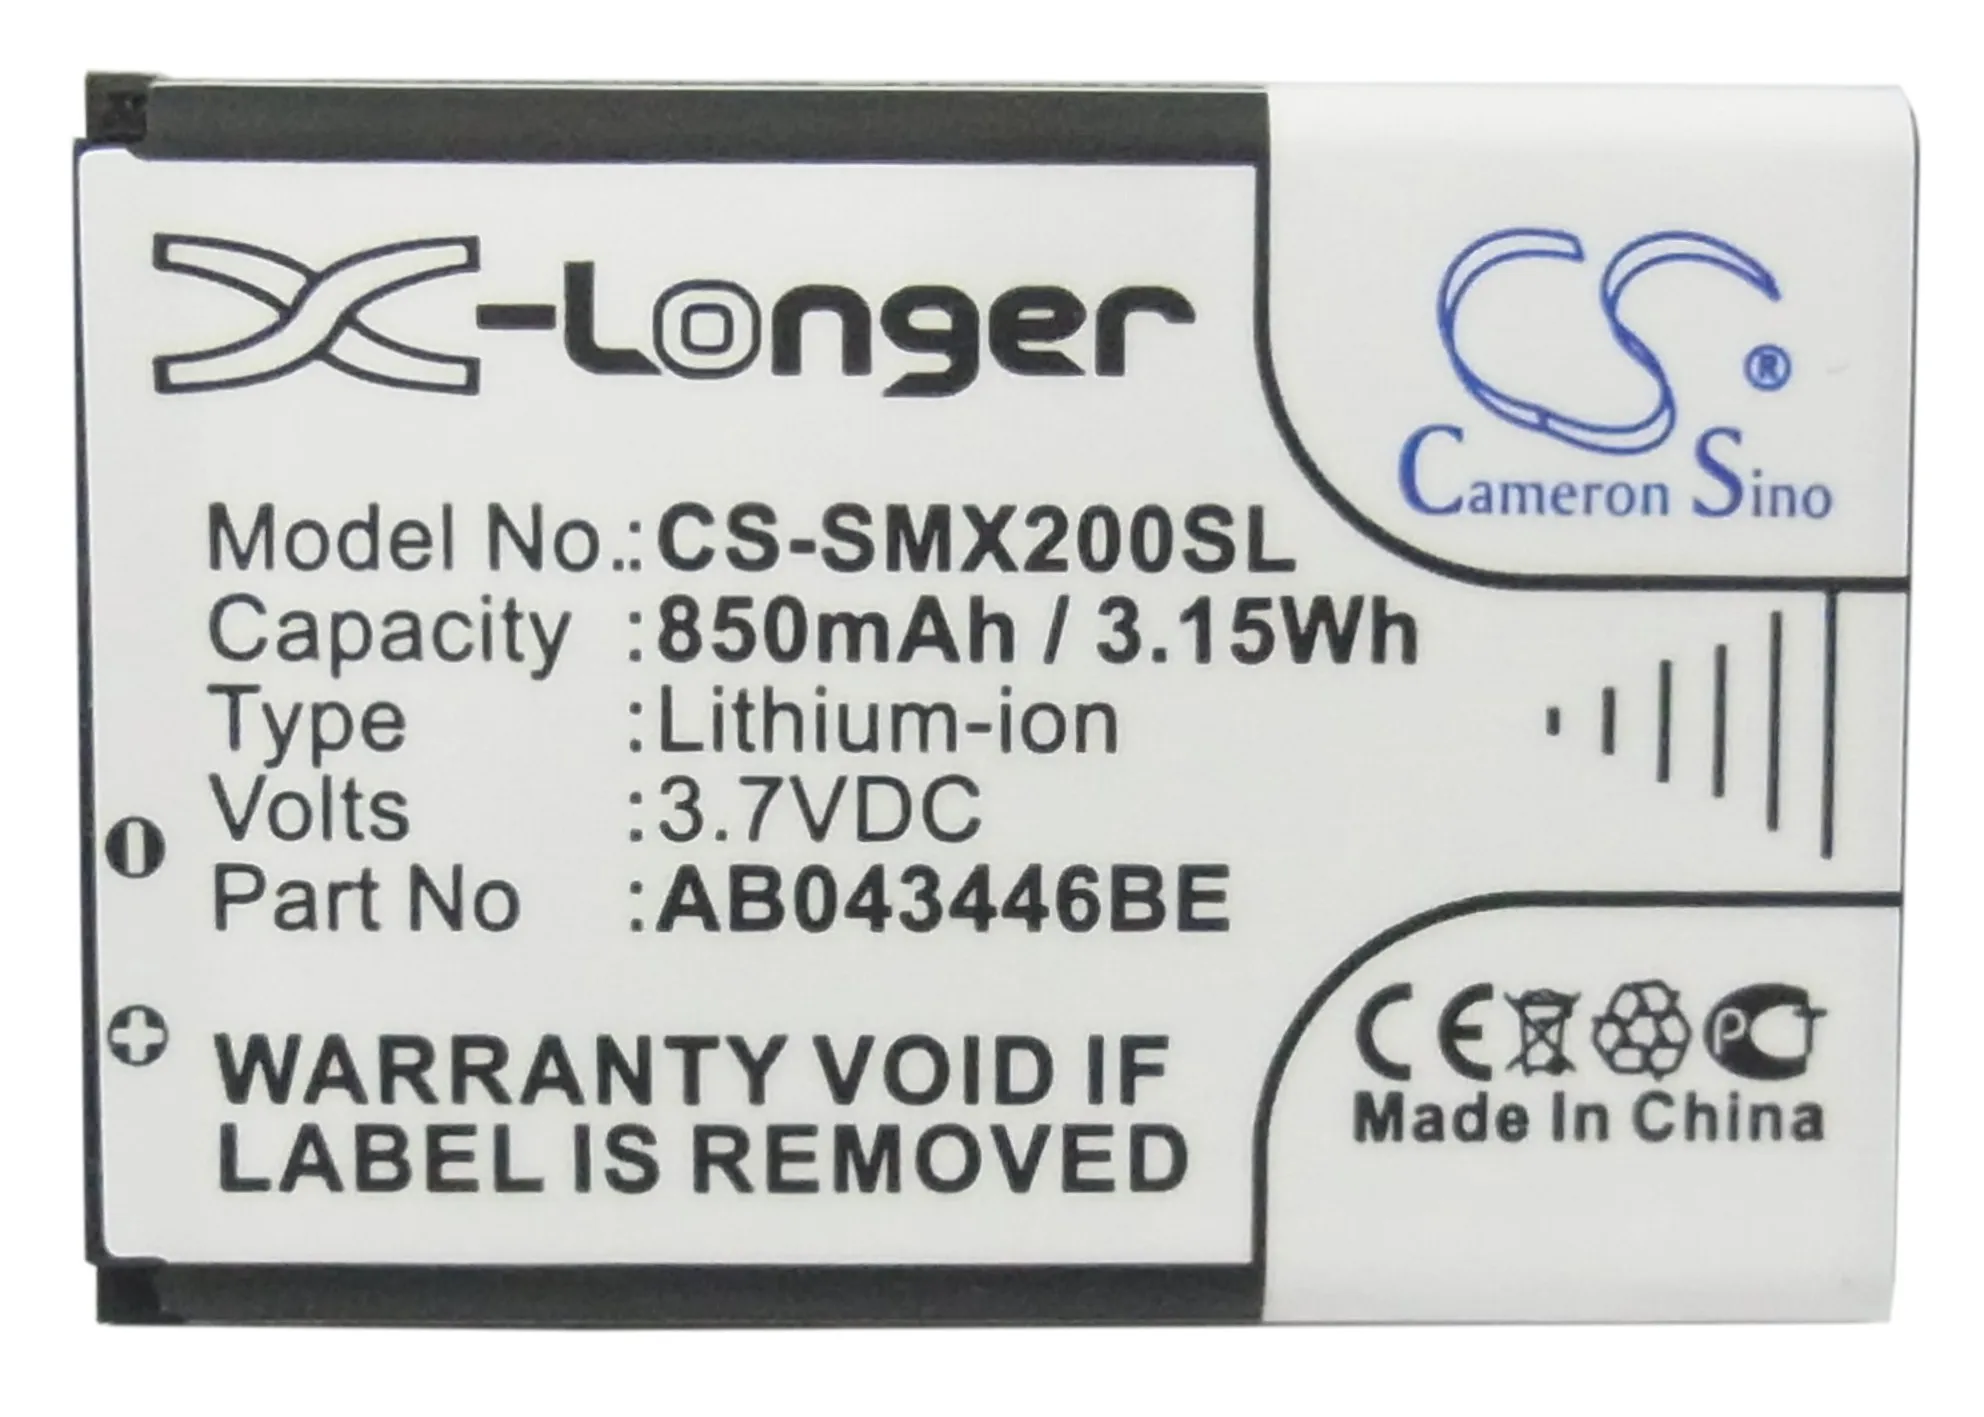 X-Longer
CS ®
Cameron Sino
Model No.:CS-SMX200SL
Capacity :850mAh / 3.15Wh
Type :Lithium-ion
Volts :3.7VDC
Part No :AB043446BE
WARRANTY VOID IF
LABEL IS REMOVED
CE PCT
Made In China